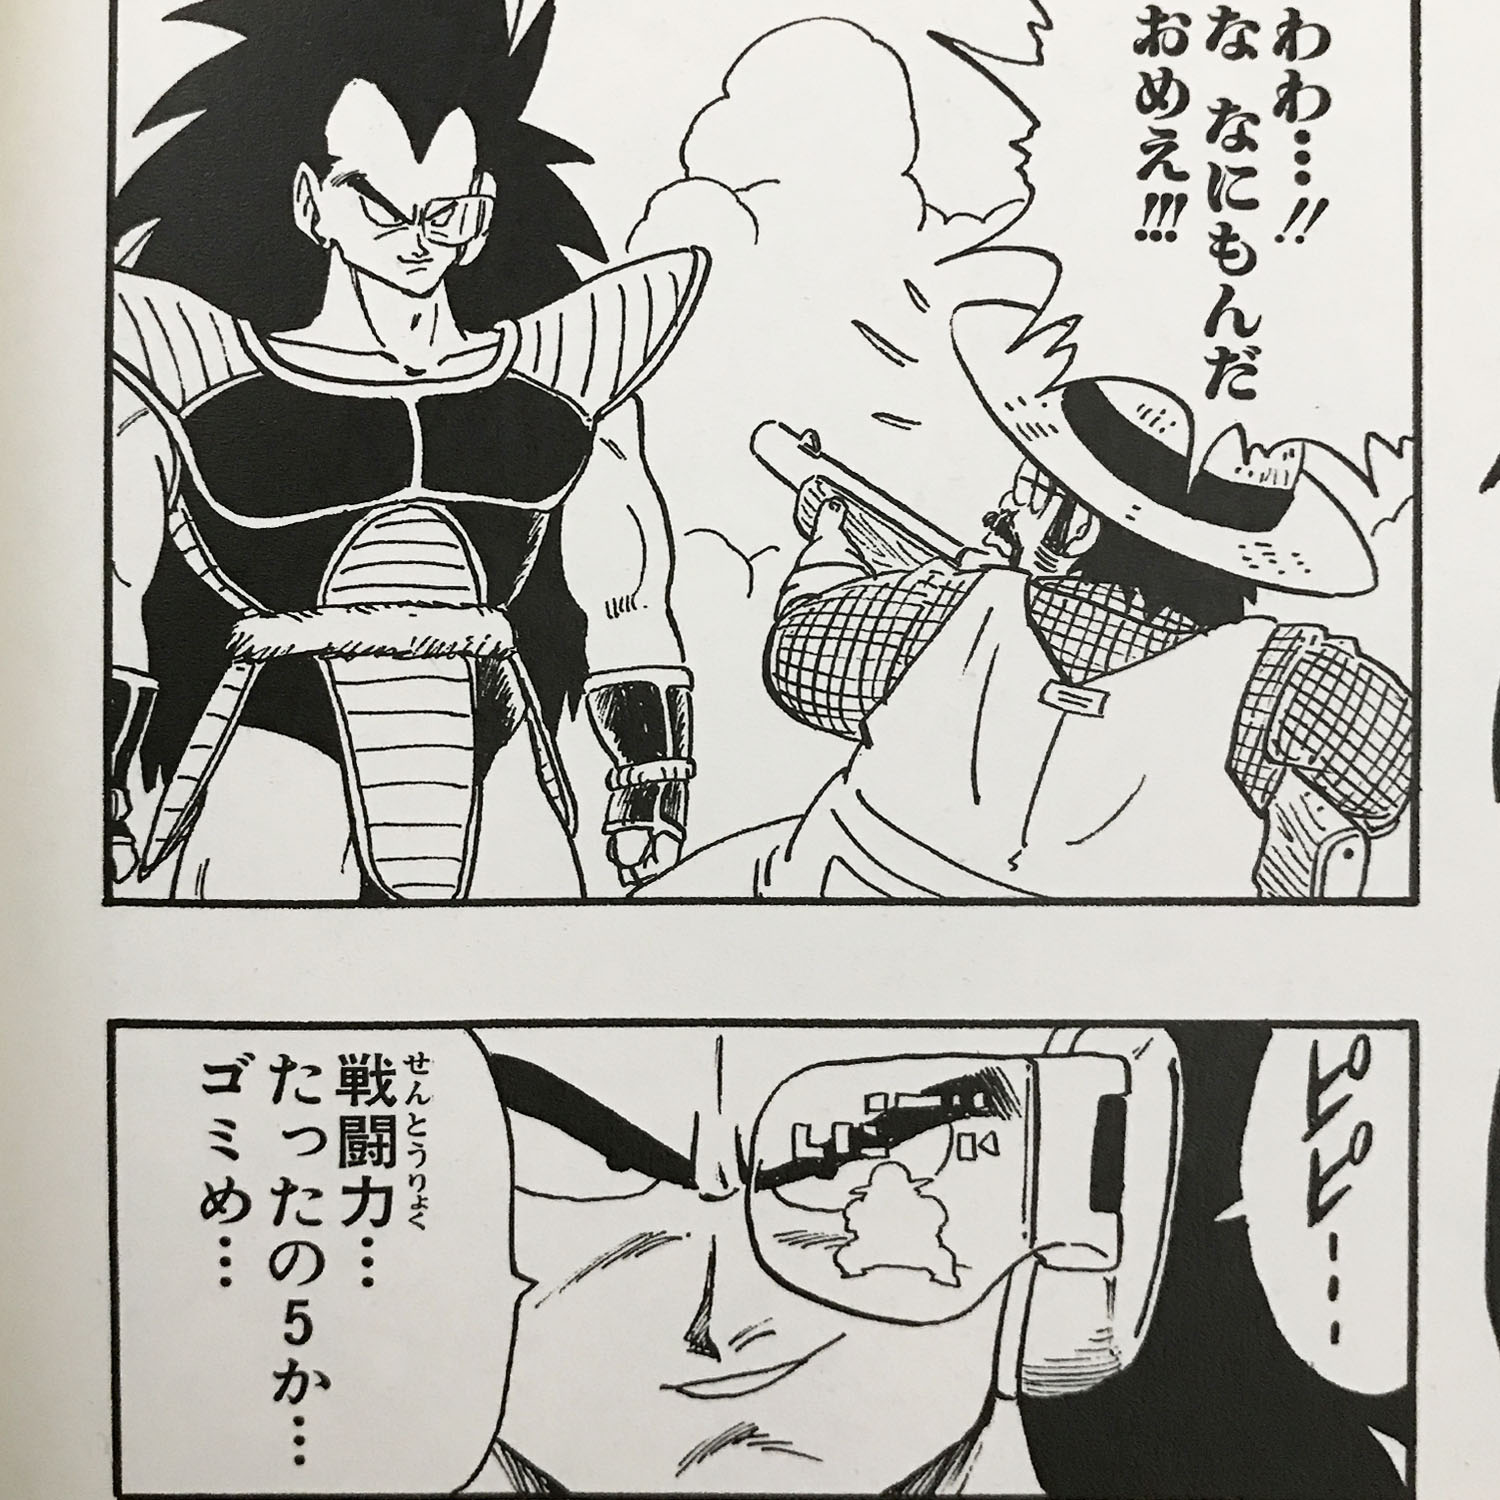 わわ…!!
な なにもんだ
おめえ!!!
ピピピ…
戦闘力…
せんとうりょく
たったの5か…
ゴミめ…